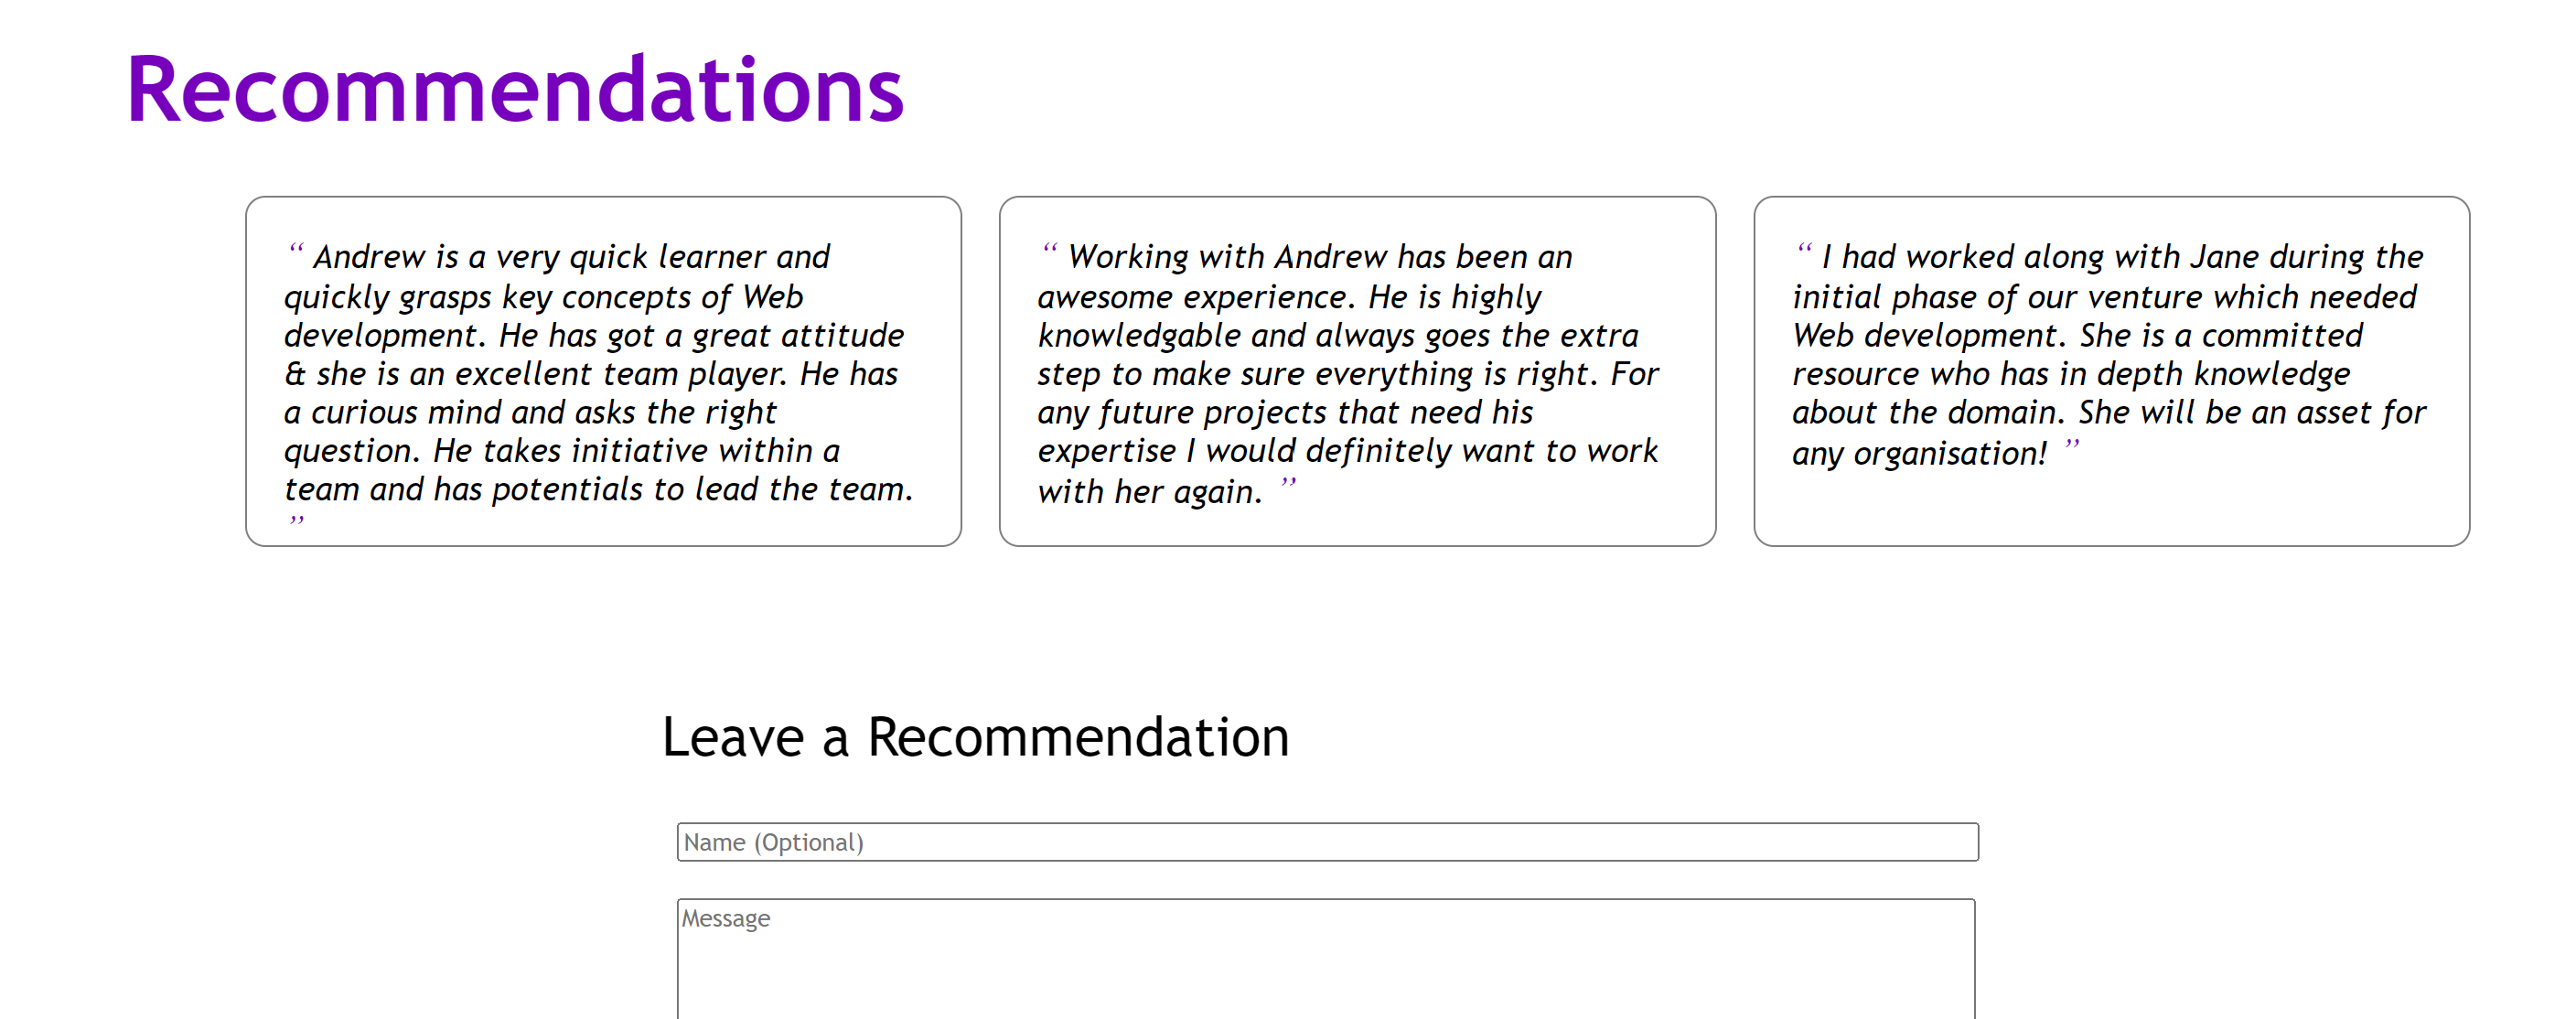 Recommendations
“ Andrew is a very quick learner and
quickly grasps key concepts of Web
development. He has got a great attitude
& she is an excellent team player. He has
a curious mind and asks the right
question. He takes initiative within a
team and has potentials to lead the team.
”
“ Working with Andrew has been an
awesome experience. He is highly
knowledgable and always goes the extra
step to make sure everything is right. For
any future projects that need his
expertise I would definitely want to work
with her again. ”
“ I had worked along with Jane during the
initial phase of our venture which needed
Web development. She is a committed
resource who has in depth knowledge
about the domain. She will be an asset for
any organisation! ”
Leave a Recommendation
Name (Optional)
Message